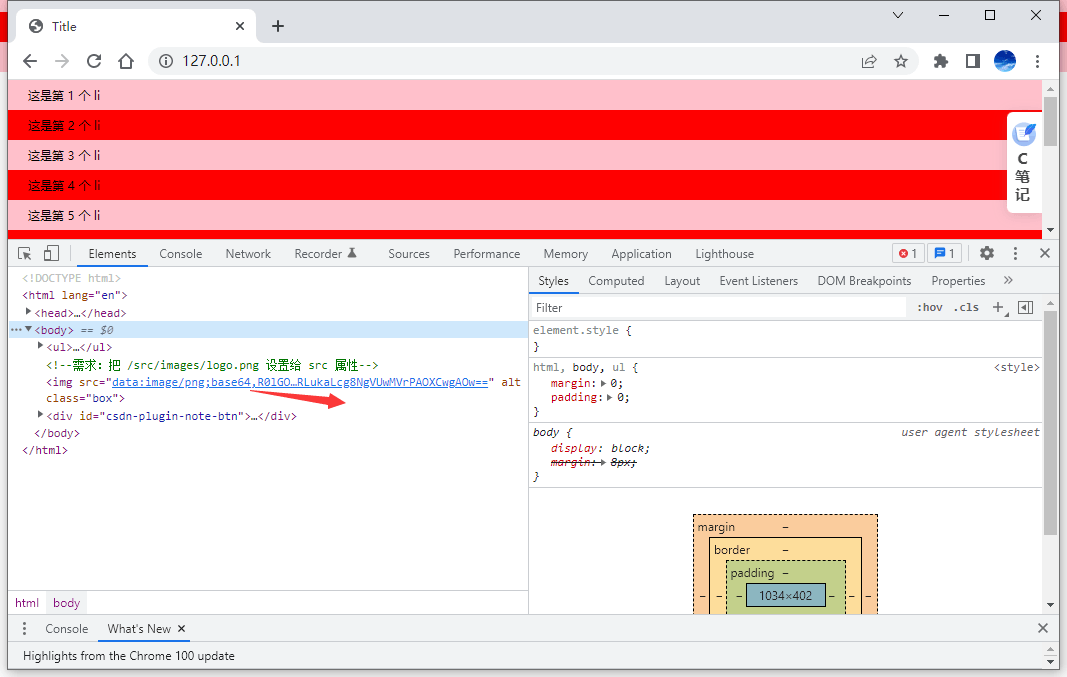 Title
127.0.0.1
这是第 1 个 li
这是第 2 个 li
这是第 3 个 li
这是第 4 个 li
这是第 5 个 li
C
笔
记
Elements Console Network Recorder Sources Performance Memory Application Lighthouse 1 1
<!DOCTYPE html>
<html lang="en">
<head>…</head>
<body> == $0
<ul>…</ul>
<!--需求: 把 /src/images/logo.png 设置给 src 属性-->
<img src="data:image/png;base64,R0lGO…RLukaLcg8NgVUwMVrPAOXCwgAOw==" alt
class="box">
<div id="csdn-plugin-note-btn">…</div>
</body>
</html>
html body
Styles Computed Layout Event Listeners DOM Breakpoints Properties
Filter :hov .cls
element.style {
}
html, body, ul { <style>
margin: 0;
padding: 0;
}
body { user agent stylesheet
display: block;
margin: 8px;
}
margin –
border –
padding –
– – – 1034×402 – – –
Console What's New
Highlights from the Chrome 100 update